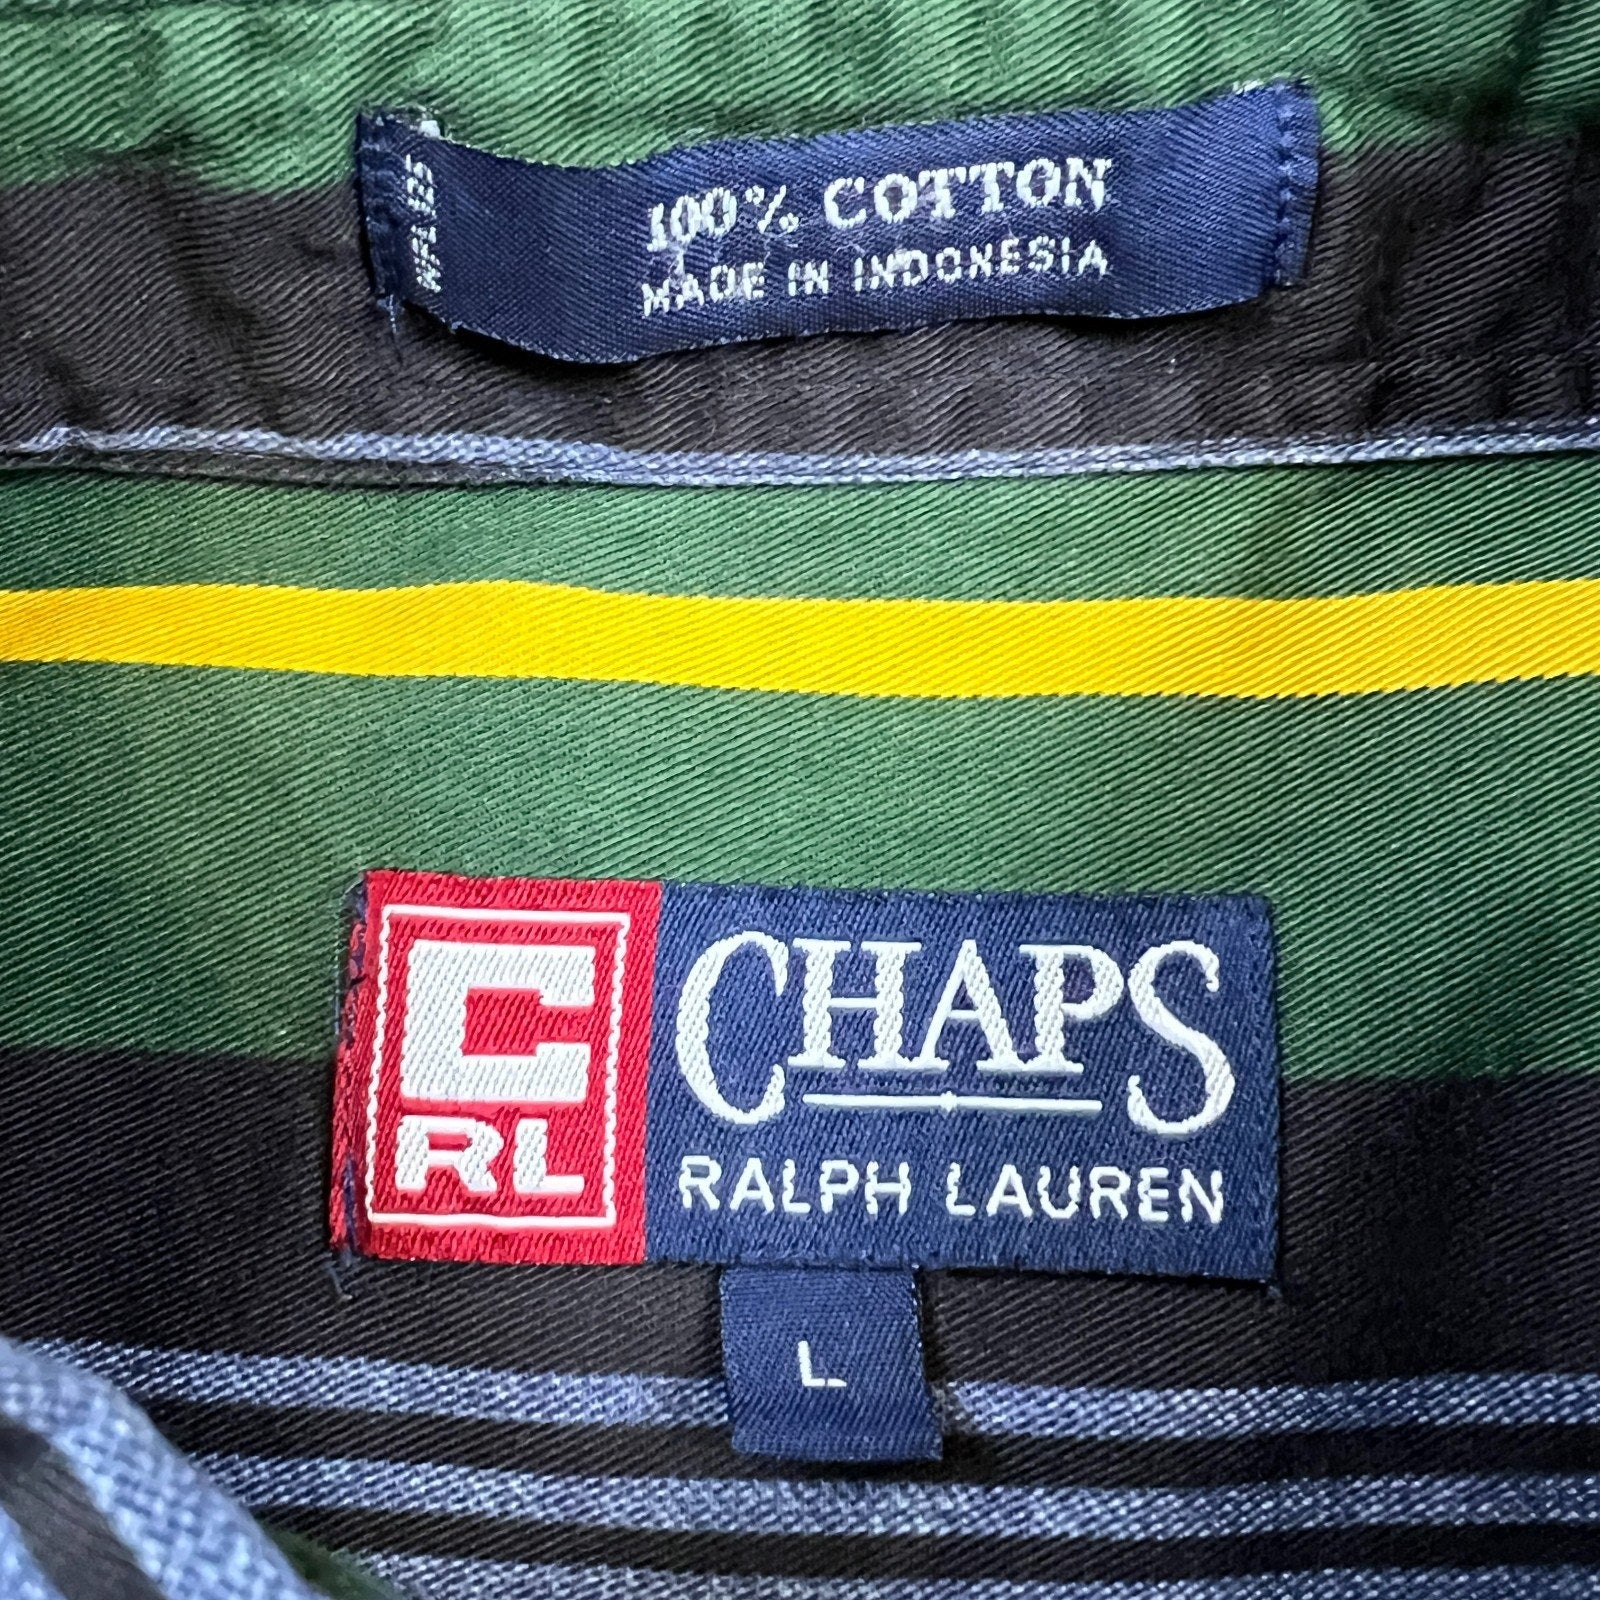 100% COTTON
MADE IN INDONESIA
C
RL
CHAPS
RALPH LAUREN
L